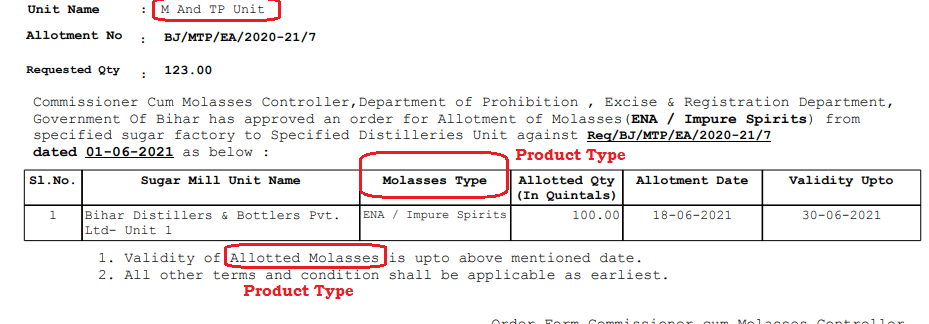 Unit Name : M And TP Unit
Allotment No : BJ/MTP/EA/2020-21/7
Requested Qty : 123.00
Commissioner Cum Molasses Controller,Department of Prohibition , Excise & Registration Department,
Government Of Bihar has approved an order for Allotment of Molasses(ENA / Impure Spirits) from
specified sugar factory to Specified Distilleries Unit against Req/BJ/MTP/EA/2020-21/7
dated 01-06-2021 as below :
Product Type
Sl.No. Sugar Mill Unit Name Molasses Type Allotted Qty Allotment Date Validity Upto
(In Quintals)
1 Bihar Distillers & Bottlers Pvt. ENA / Impure Spirits 100.00 18-06-2021 30-06-2021
Ltd- Unit 1
1. Validity of Allotted Molasses is upto above mentioned date.
2. All other terms and condition shall be applicable as earliest.
Product Type
Order Form Commissioner cum Molasses Controller